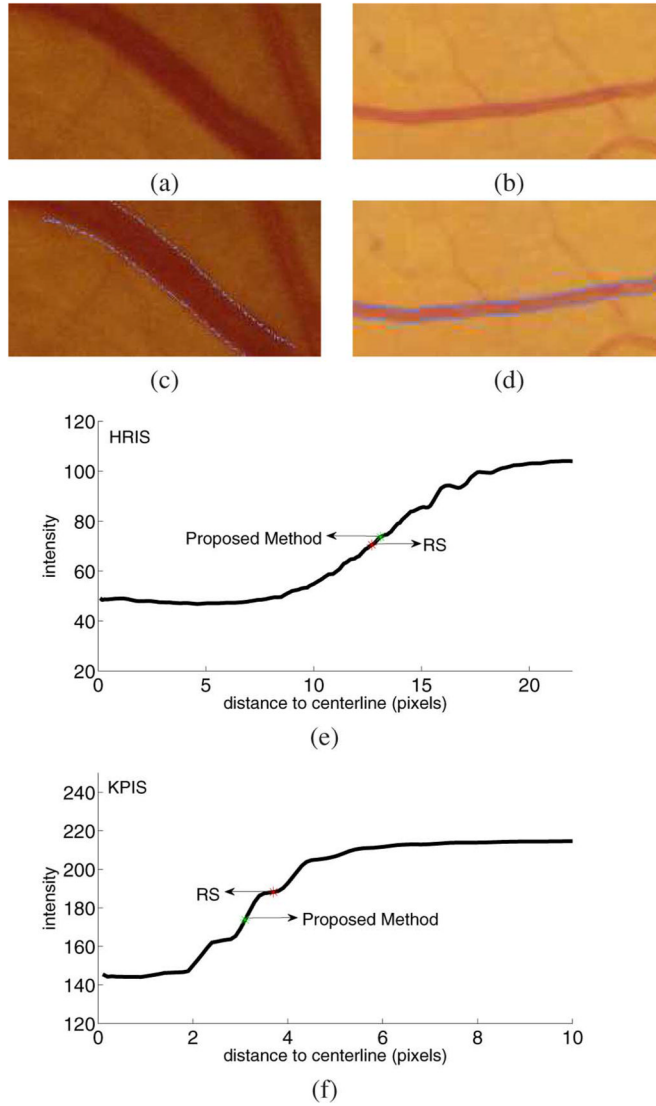 (a) (b)
(c) (d)
120
HRIS
100
80
Proposed Method
RS
60
40
20
intensity
0 5 10 15 20
distance to centerline (pixels)
(e)
KPIS
240
220
200
RS
180
Proposed Method
160
140
120
intensity
0 2 4 6 8 10
distance to centerline (pixels)
(f)